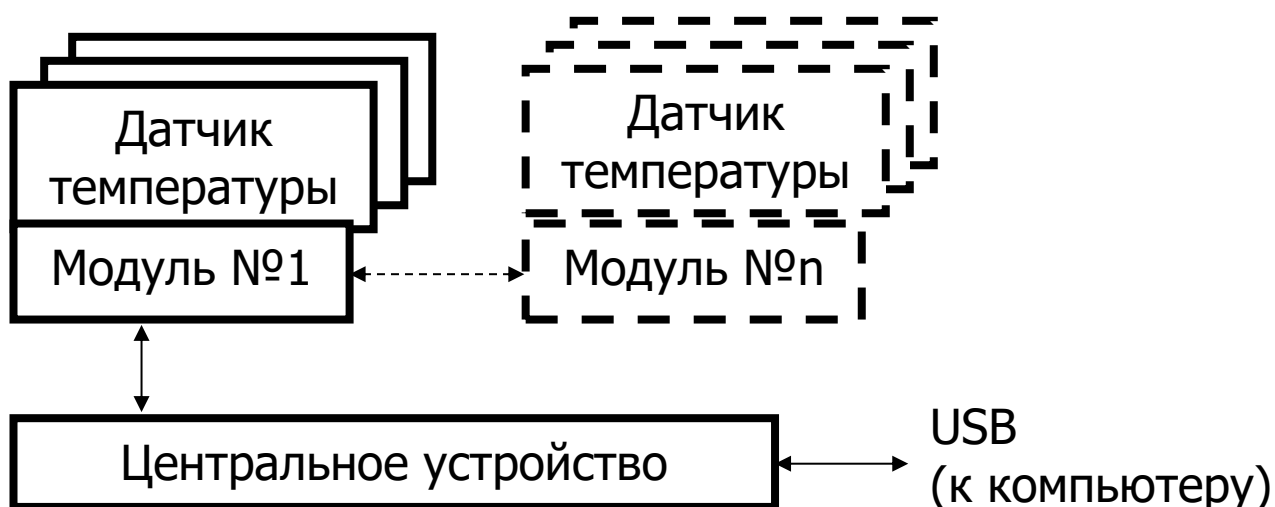 Датчик
температуры
Модуль №1
Датчик
температуры
Модуль №n
Центральное устройство
USB
(к компьютеру)